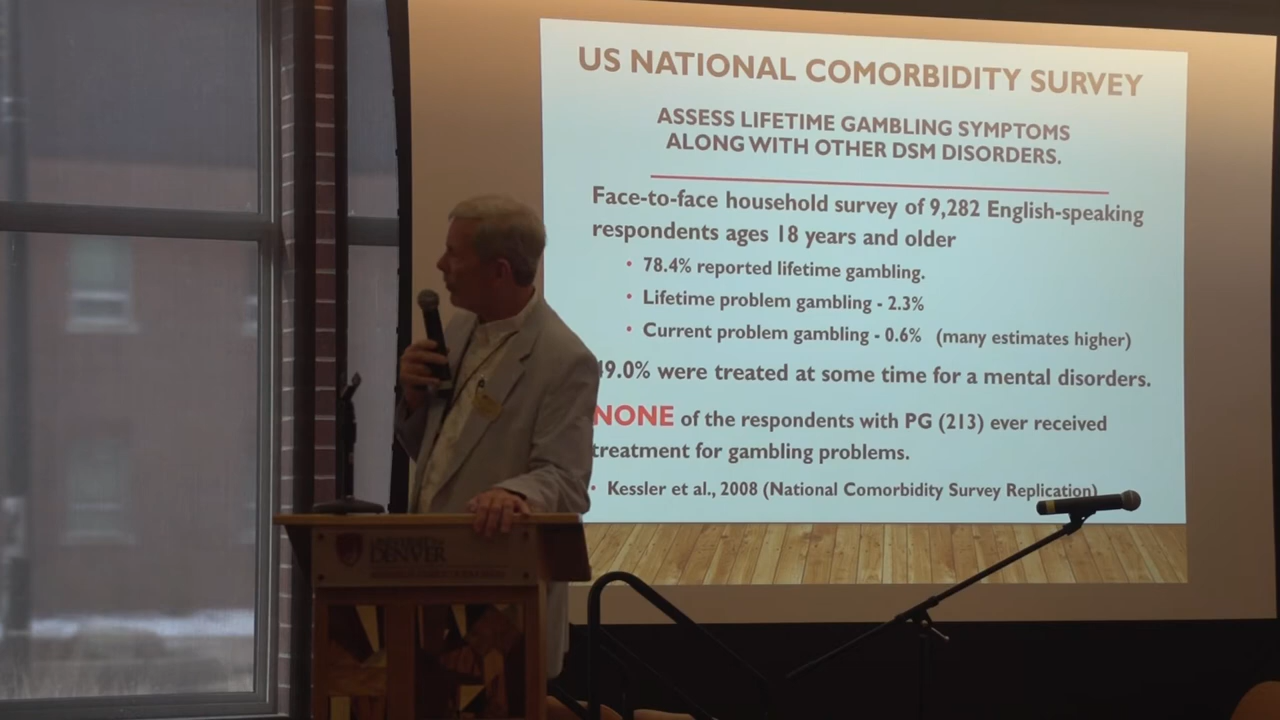 US NATIONAL COMORBIDITY SURVEY
ASSESS LIFETIME GAMBLING SYMPTOMS
ALONG WITH OTHER DSM DISORDERS.
Face-to-face household survey of 9,282 English-speaking
respondents ages 18 years and older
• 78.4% reported lifetime gambling.
• Lifetime problem gambling - 2.3%
• Current problem gambling - 0.6% (many estimates higher)
9.0% were treated at some time for a mental disorders.
NONE of the respondents with PG (213) ever received
treatment for gambling problems.
• Kessler et al., 2008 (National Comorbidity Survey Replication)
UNIVERSITY OF
DENVER